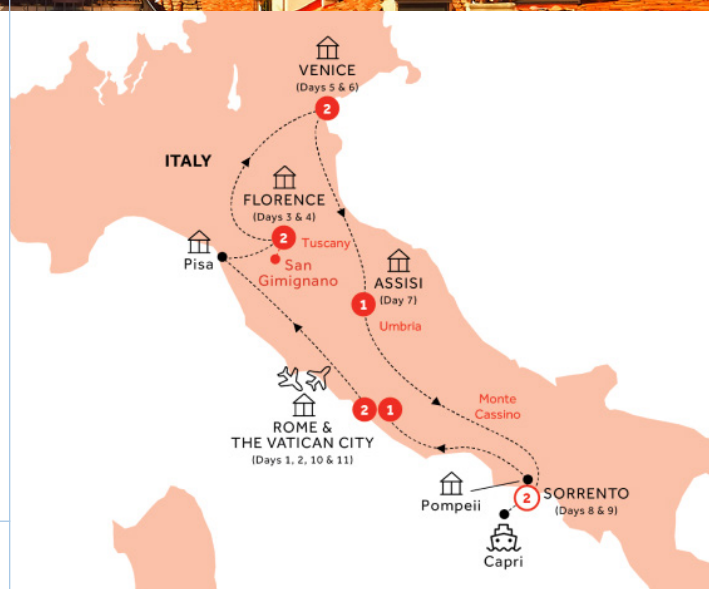 VENICE
(Days 5 & 6)
2
ITALY
FLORENCE
(Days 3 & 4)
2
Tuscany
San
Gimignano
Pisa
ASSISI
(Day 7)
1
Umbria
Monte
Cassino
2 1
ROME &
THE VATICAN CITY
(Days 1, 2, 10 & 11)
Pompeii
2
SORRENTO
(Days 8 & 9)
Capri